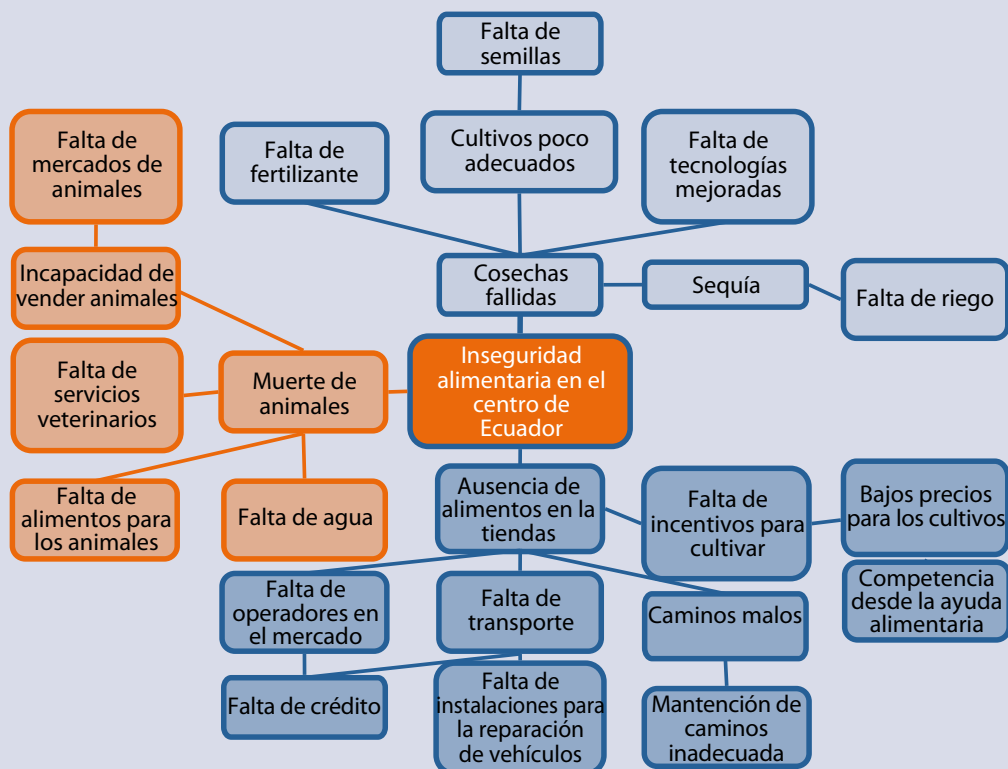 Falta de
semillas
Falta de
mercados de
animales
Falta de
fertilizante
Cultivos poco
adecuados
Falta de
tecnologías
mejoradas
Incapacidad de
vender animales
Cosechas
fallidas
Sequía
Falta de riego
Falta de
servicios
veterinarios
Muerte de
animales
Inseguridad
alimentaria en el
centro de
Ecuador
Falta de
alimentos para
los animales
Falta de agua
Ausencia de
alimentos en la
tiendas
Falta de
incentivos para
cultivar
Bajos precios
para los cultivos
Competencia
desde la ayuda
alimentaria
Falta de
operadores en
el mercado
Falta de
transporte
Caminos malos
Falta de crédito
Falta de
instalaciones para
la reparación
de vehículos
Mantención de
caminos
inadecuada